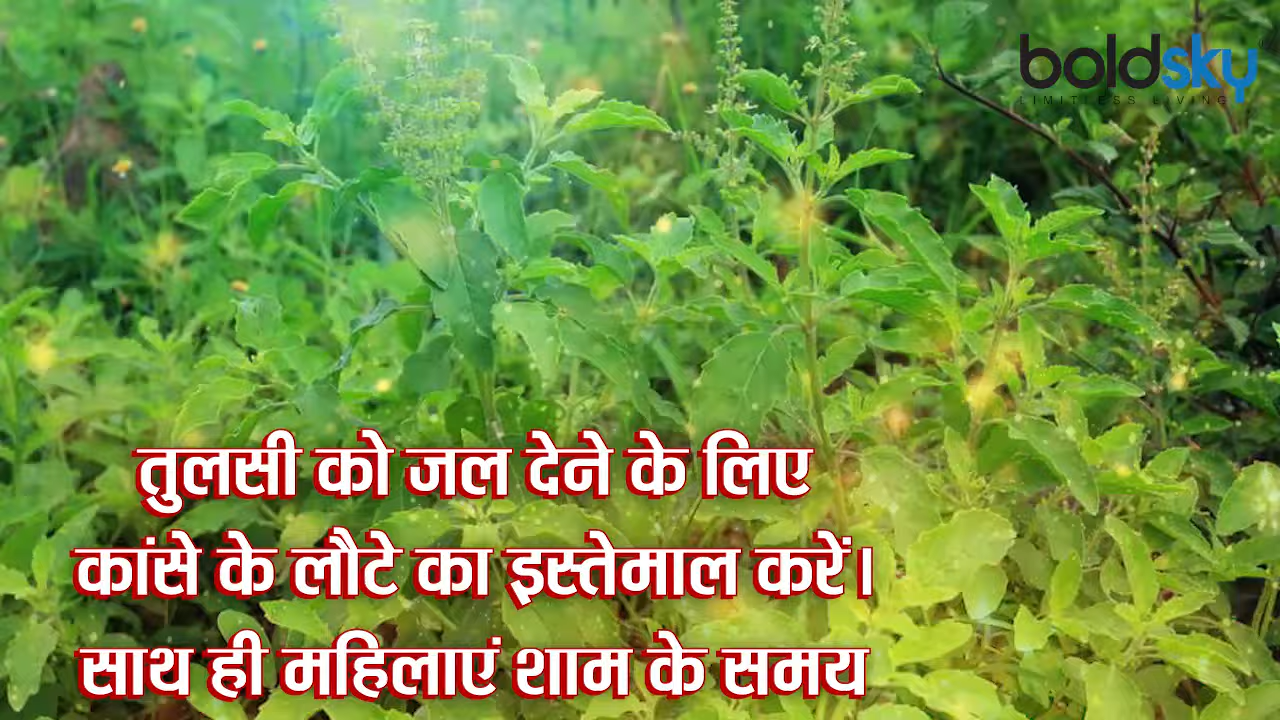 boldsky
LIMITLESS LIVING
तुलसी को जल देने के लिए
कांसे के लौटे का इस्तेमाल करें।
साथ ही महिलाएं शाम के समय